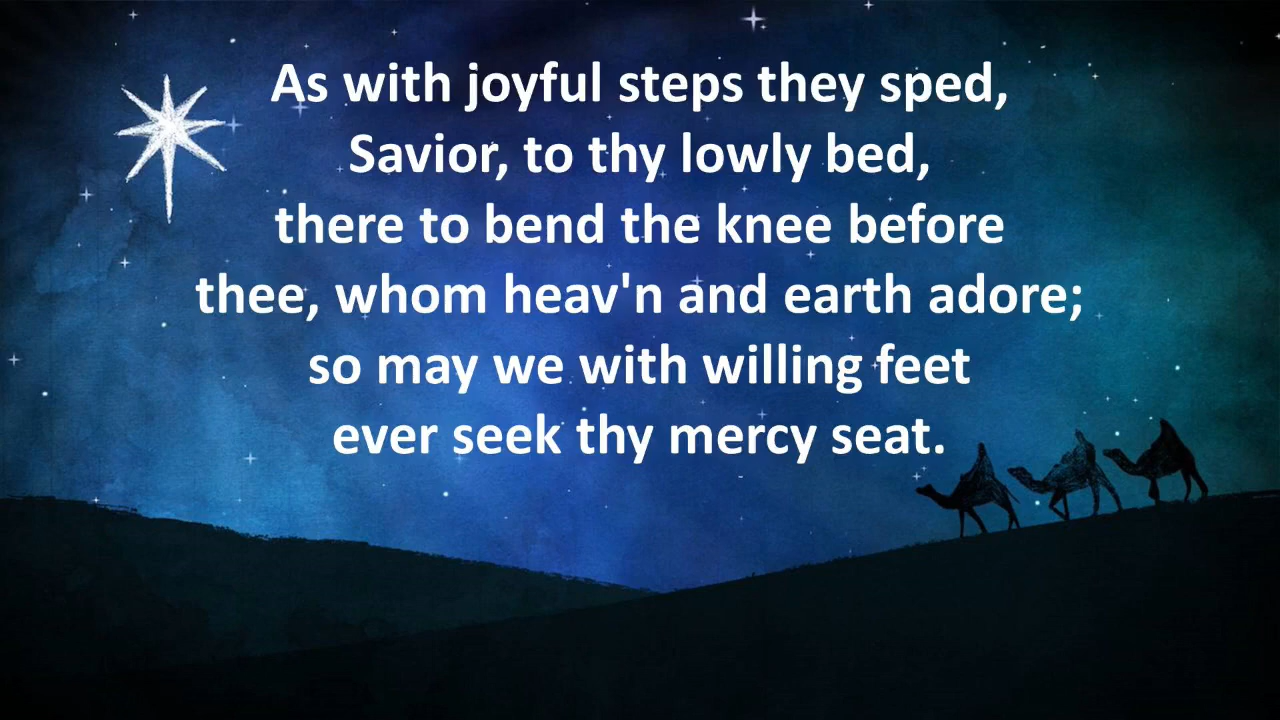 As with joyful steps they sped,
Savior, to thy lowly bed,
there to bend the knee before
thee, whom heav'n and earth adore;
so may we with willing feet
ever seek thy mercy seat.